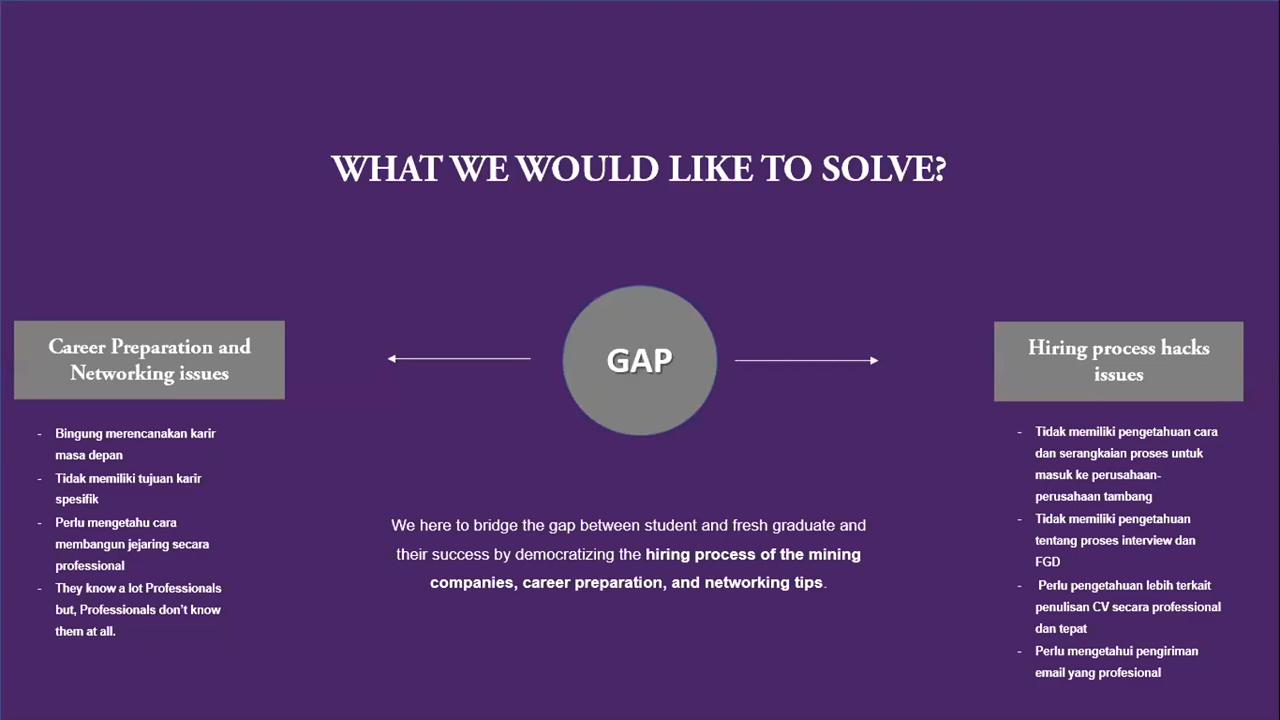 WHAT WE WOULD LIKE TO SOLVE?
GAP
Career Preparation and
Networking issues
- Bingung merencanakan karir
masa depan
- Tidak memiliki tujuan karir
spesifik
- Perlu mengetahu cara
membangun jejaring secara
professional
- They know a lot Professionals
but, Professionals don't know
them at all.
We here to bridge the gap between student and fresh graduate and
their success by democratizing the hiring process of the mining
companies, career preparation, and networking tips.
Hiring process hacks
issues
- Tidak memiliki pengetahuan cara
dan serangkaian proses untuk
masuk ke perusahaan-
perusahaan tambang
- Tidak memiliki pengetahuan
tentang proses interview dan
FGD
- Perlu pengetahuan lebih terkait
penulisan CV secara professional
dan tepat
- Perlu mengetahui pengiriman
email yang profesional